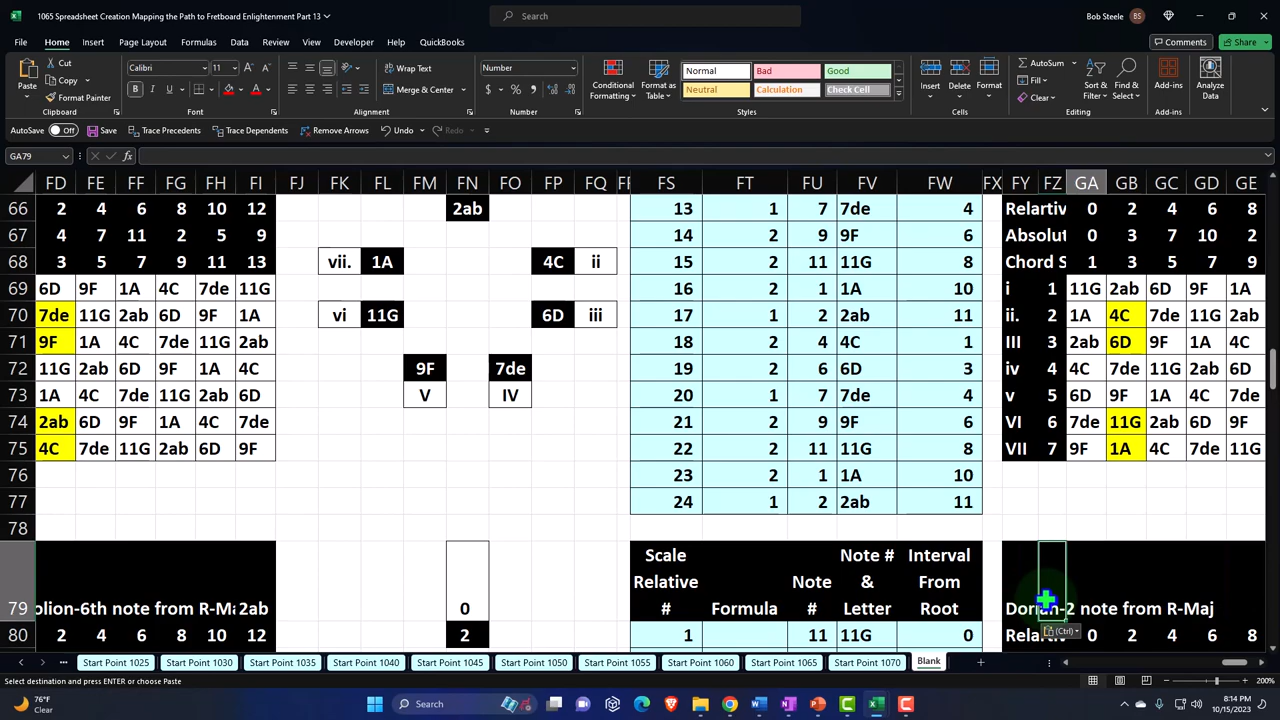 1065 Spreadsheet Creation Mapping the Path to Fretboard Enlightenment Part 13
Search
Bob Steele BS
File Home Insert Page Layout Formulas Data Review View Developer Help QuickBooks
Comments Share
Paste Cut Copy Format Painter
Clipboard
Calibri 11
B I U
Font
Wrap Text
Merge & Center
Alignment
Number
Number
Conditional Formatting Format as Table
Normal Bad Good
Neutral Calculation Check Cell
Styles
Insert Delete Format
Cells
AutoSum Fill Clear
Sort & Filter Find & Select
Editing
Add-ins
Add-ins
Analyze Data
AutoSave Off Save Trace Precedents Trace Dependents Remove Arrows Undo Redo
GA79 fx
FD FE FF FG FH FI FJ FK FL FM FN FO FP FQ FR FS FT FU FV FW FX FY FZ GA GB GC GD GE
66 2 4 6 8 10 12 2ab 13 1 7 7de 4 Relartiv 0 2 4 6 8
67 4 7 11 2 5 9 14 2 9 9F 6 Absolut 0 3 7 10 2
68 3 5 7 9 11 13 vii. 1A 4C ii 15 2 11 11G 8 Chord S 1 3 5 7 9
69 6D 9F 1A 4C 7de 11G 16 2 1 1A 10 i 1 11G 2ab 6D 9F 1A
70 7de 11G 2ab 6D 9F 1A vi 11G 6D iii 17 2 2 2ab 11 ii. 2 1A 4C 7de 11G 2ab
71 9F 1A 4C 7de 11G 2ab 18 2 4 4C 1 III 3 2ab 6D 9F 1A 4C
72 11G 2ab 6D 9F 1A 4C 9F 7de 19 2 6 6D 3 iv 4 4C 7de 11G 2ab 6D
73 1A 4C 7de 11G 2ab 6D V IV 20 1 7 7de 4 v 5 6D 9F 1A 4C 7de
74 2ab 6D 9F 1A 4C 7de 21 2 9 9F 6 VI 6 7de 11G 2ab 6D 9F
75 4C 7de 11G 2ab 6D 9F 22 2 11 11G 8 VII 7 9F 1A 4C 7de 11G
76 23 2 1 1A 10
77 24 1 2 2ab 11
78
Scale Note # Interval
Relative Note & From
79 olion-6th note from R-Ma 2ab 0 # Formula # Letter Root Dorian-2 note from R-Maj
80 2 4 6 8 10 12 2 1 11 11G 0 Relartiv 0 2 4 6 8
(Ctrl)
... Start Point 1025 Start Point 1030 Start Point 1035 Start Point 1040 Start Point 1045 Start Point 1050 Start Point 1055 Start Point 1060 Start Point 1065 Start Point 1070 Blank
Select destination and press ENTER or choose Paste
200%
76°F
Clear
Search
8:14 PM
10/15/2023